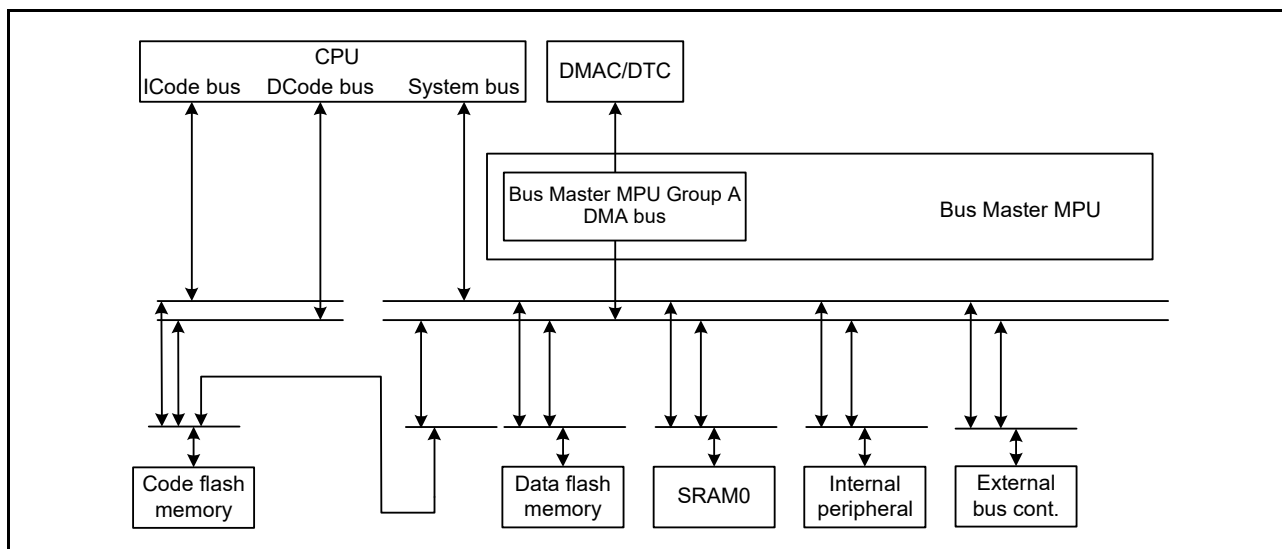 CPU
ICode bus DCode bus System bus
DMAC/DTC
Bus Master MPU Group A
DMA bus
Bus Master MPU
Code flash
memory
Data flash
memory
SRAM0
Internal
peripheral
External
bus cont.